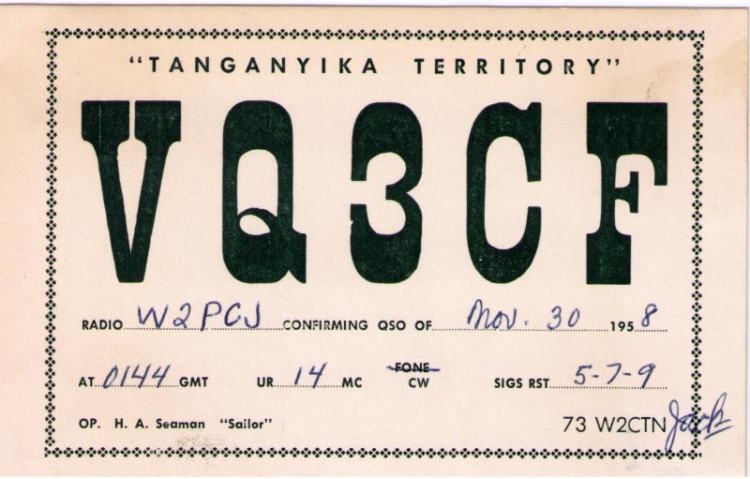 "TANGANYIKA TERRITORY"
VQ3CF
RADIO W2PCJ CONFIRMING QSO OF Nov. 30 1958
AT 0144 GMT UR 14 MC FONE CW SIGS RST 5-7-9
OP. H. A. Seaman "Sailor" 73 W2CTN Jack